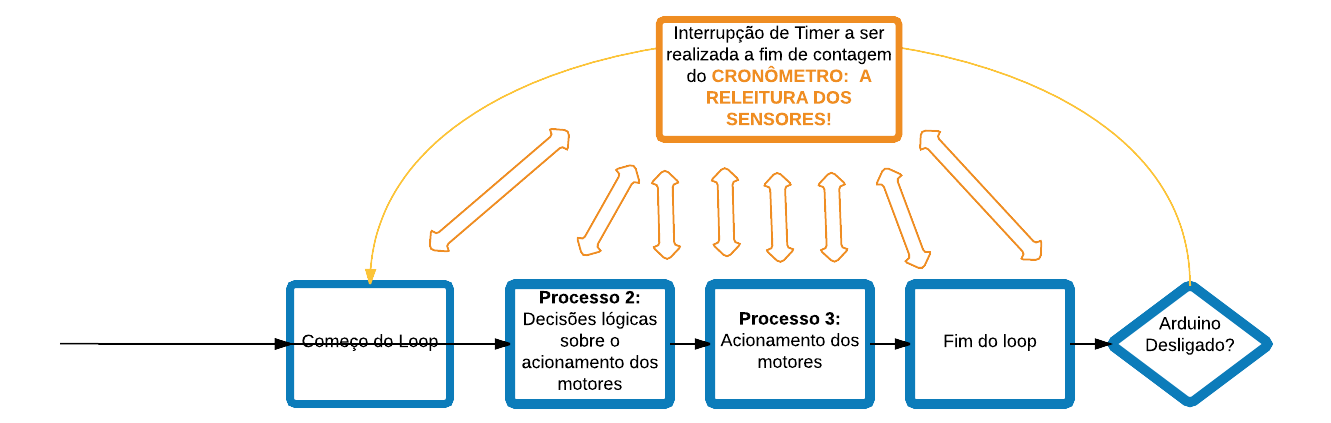 Interrupção de Timer a ser
realizada a fim de contagem
do CRONÔMETRO: A
RELEITURA DOS
SENSORES!
Começo do Loop
Processo 2:
Decisões lógicas
sobre o
acionamento dos
motores
Processo 3:
Acionamento dos
motores
Fim do loop
Arduino
Desligado?